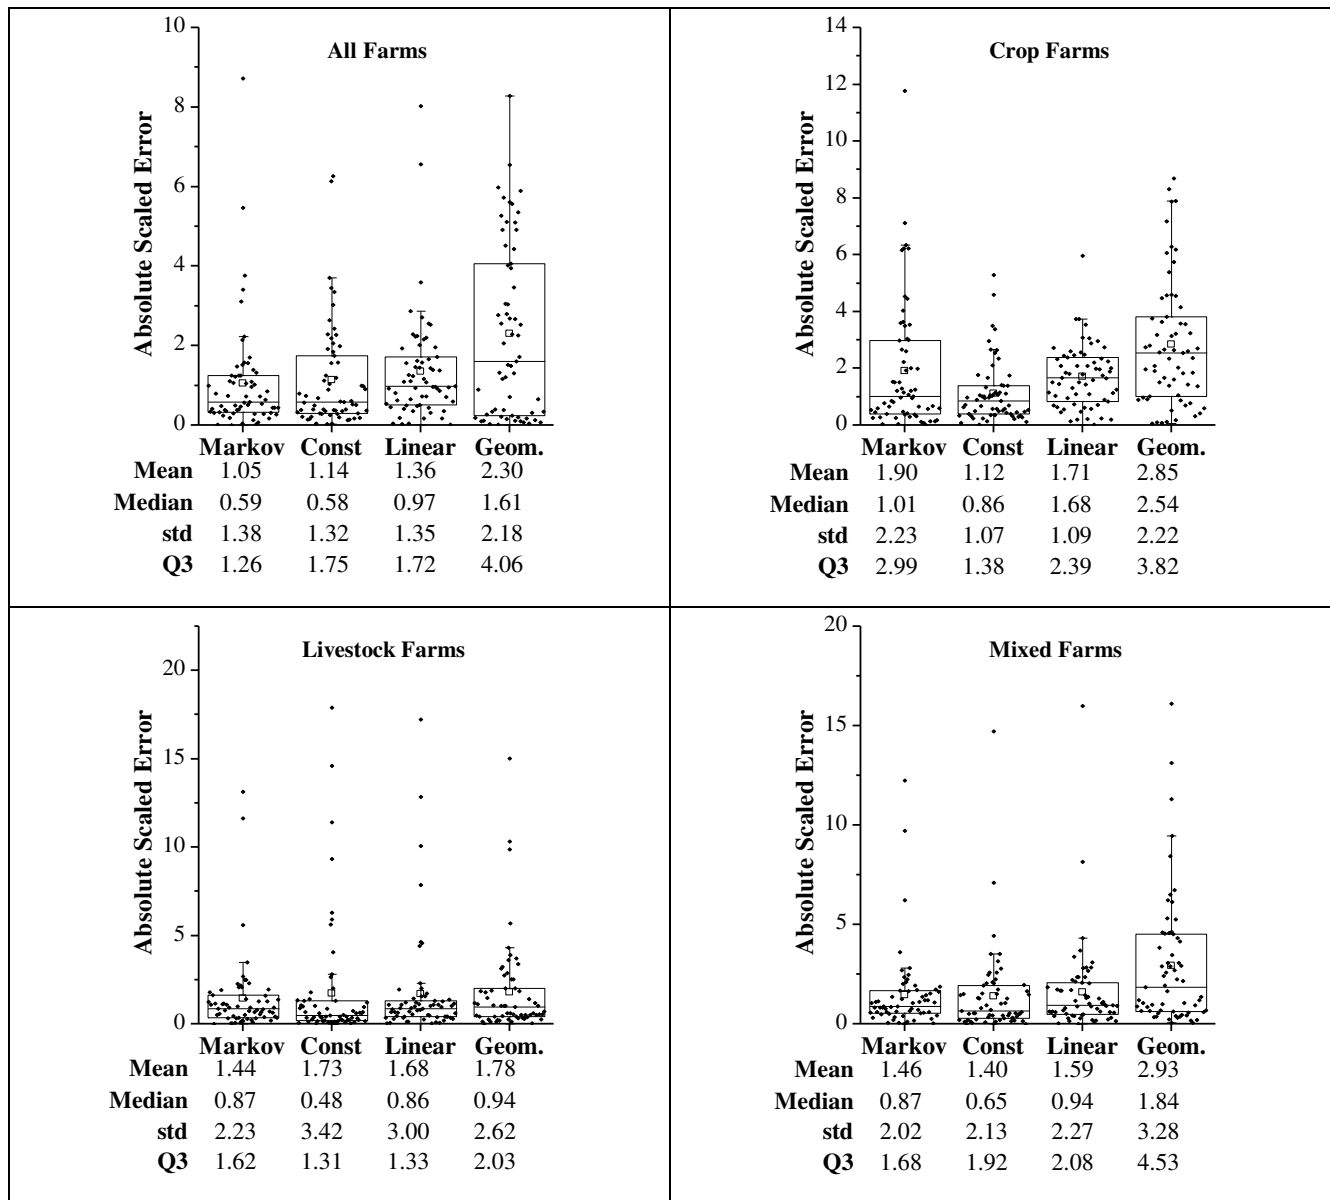 All Farms
Absolute Scaled Error
10
8
6
4
2
0
Markov Const Linear Geom.
Mean 1.05 1.14 1.36 2.30
Median 0.59 0.58 0.97 1.61
std 1.38 1.32 1.35 2.18
Q3 1.26 1.75 1.72 4.06
Crop Farms
Absolute Scaled Error
14
12
10
8
6
4
2
0
Markov Const Linear Geom.
Mean 1.90 1.12 1.71 2.85
Median 1.01 0.86 1.68 2.54
std 2.23 1.07 1.09 2.22
Q3 2.99 1.38 2.39 3.82
Livestock Farms
Absolute Scaled Error
20
15
10
5
0
Markov Const Linear Geom.
Mean 1.44 1.73 1.68 1.78
Median 0.87 0.48 0.86 0.94
std 2.23 3.42 3.00 2.62
Q3 1.62 1.31 1.33 2.03
Mixed Farms
Absolute Scaled Error
20
15
10
5
0
Markov Const Linear Geom.
Mean 1.46 1.40 1.59 2.93
Median 0.87 0.65 0.94 1.84
std 2.02 2.13 2.27 3.28
Q3 1.68 1.92 2.08 4.53